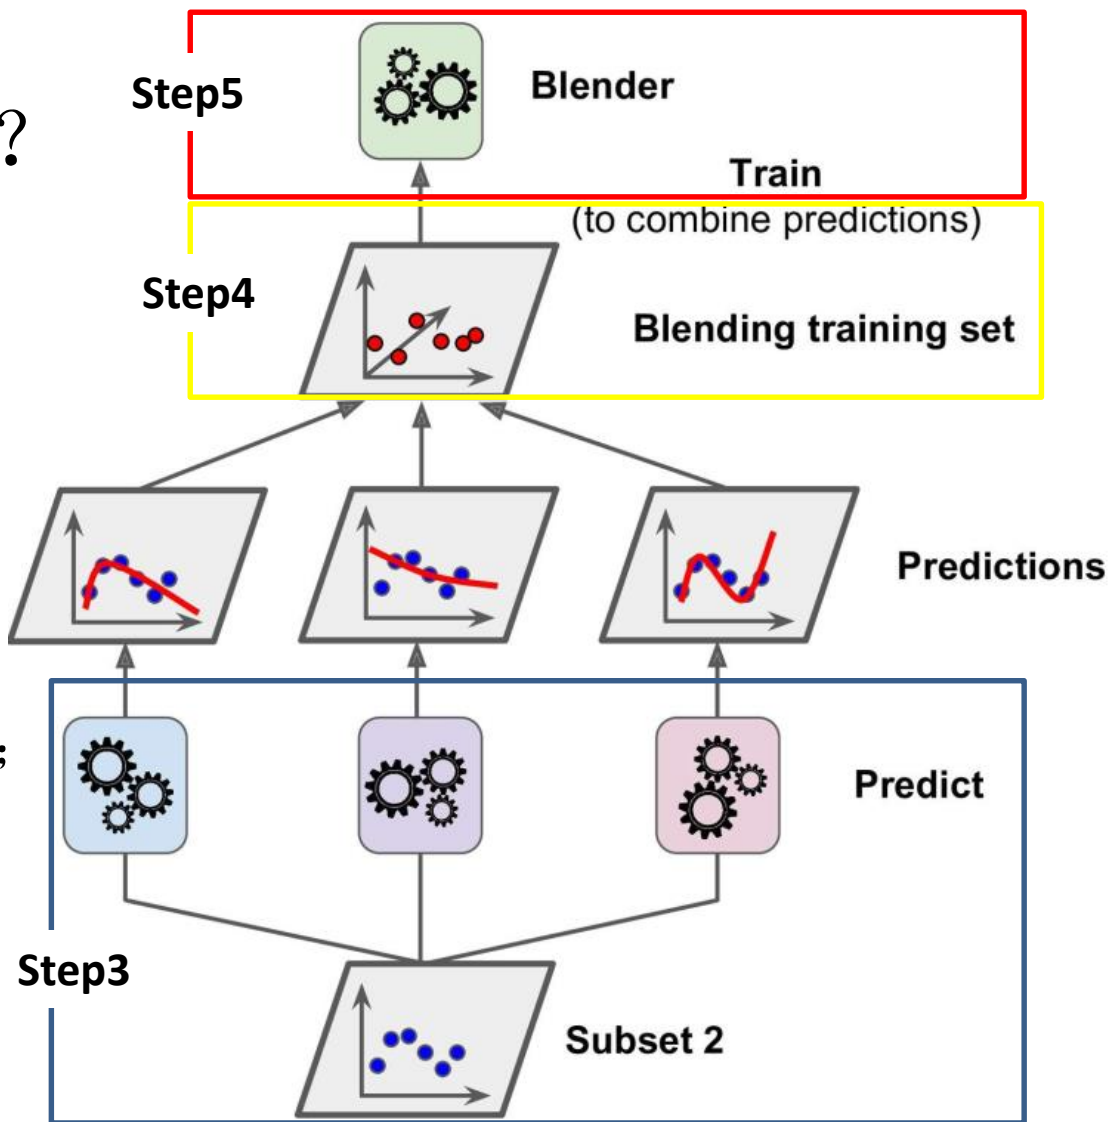 Step5
Blender
?
Train
(to combine predictions)
Step4
Blending training set
Predictions
;
Predict
Step3
Subset 2